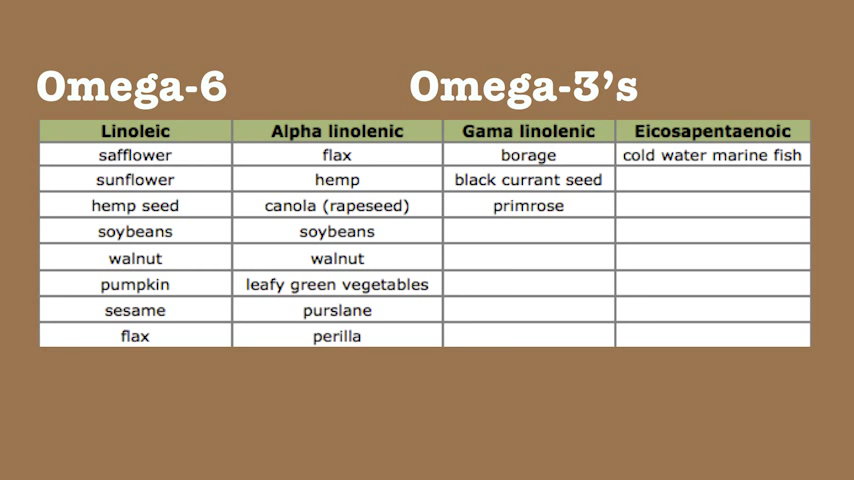 Omega-6 Omega-3's
Linoleic Alpha linolenic Gama linolenic Eicosapentaenoic
safflower flax borage cold water marine fish
sunflower hemp black currant seed
hemp seed canola (rapeseed) primrose
soybeans soybeans
walnut walnut
pumpkin leafy green vegetables
sesame purslane
flax perilla